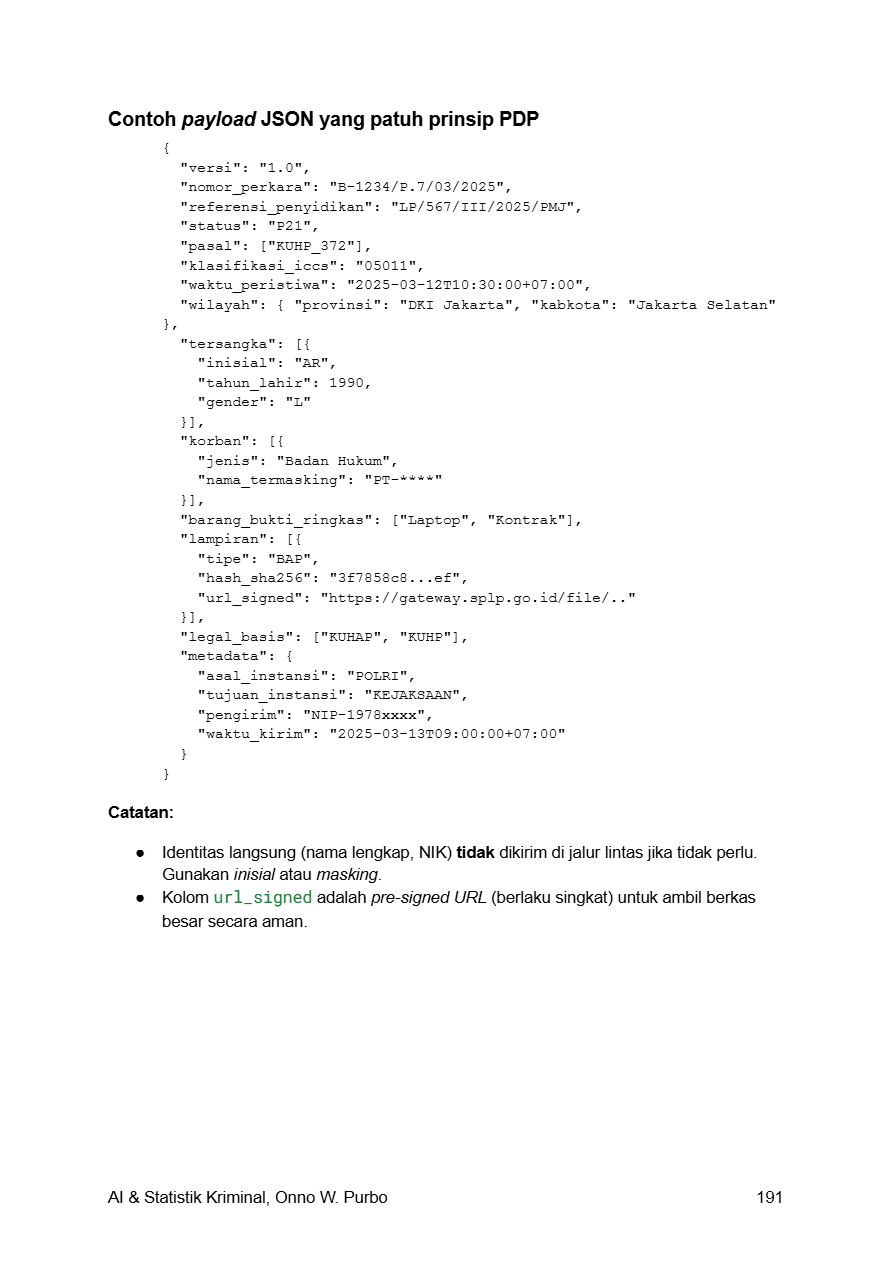 Contoh payload JSON yang patuh prinsip PDP
{
"versi": "1.0",
"nomor_perkara": "B-1234/P.7/03/2025",
"referensi_penyidikan": "LP/567/III/2025/PMJ",
"status": "P21",
"pasal": ["KUHP_372"],
"klasifikasi_iccs": "05011",
"waktu_peristiwa": "2025-03-12T10:30:00+07:00",
"wilayah": { "provinsi": "DKI Jakarta", "kabkota": "Jakarta Selatan"
},
"tersangka": [{
"inisial": "AR",
"tahun_lahir": 1990,
"gender": "L"
}],
"korban": [{
"jenis": "Badan Hukum",
"nama_termasking": "PT-****"
}],
"barang_bukti_ringkas": ["Laptop", "Kontrak"],
"lampiran": [{
"tipe": "BAP",
"hash_sha256": "3f7858c8...ef",
"url_signed": "https://gateway.splp.go.id/file/.."
}],
"legal_basis": ["KUHAP", "KUHP"],
"metadata": {
"asal_instansi": "POLRI",
"tujuan_instansi": "KEJAKSAAN",
"pengirim": "NIP-1978xxxx",
"waktu_kirim": "2025-03-13T09:00:00+07:00"
}
}
Catatan:
● Identitas langsung (nama lengkap, NIK) tidak dikirim di jalur lintas jika tidak perlu.
Gunakan inisial atau masking.
● Kolom url_signed adalah pre-signed URL (berlaku singkat) untuk ambil berkas
besar secara aman.
AI & Statistik Kriminal, Onno W. Purbo 191